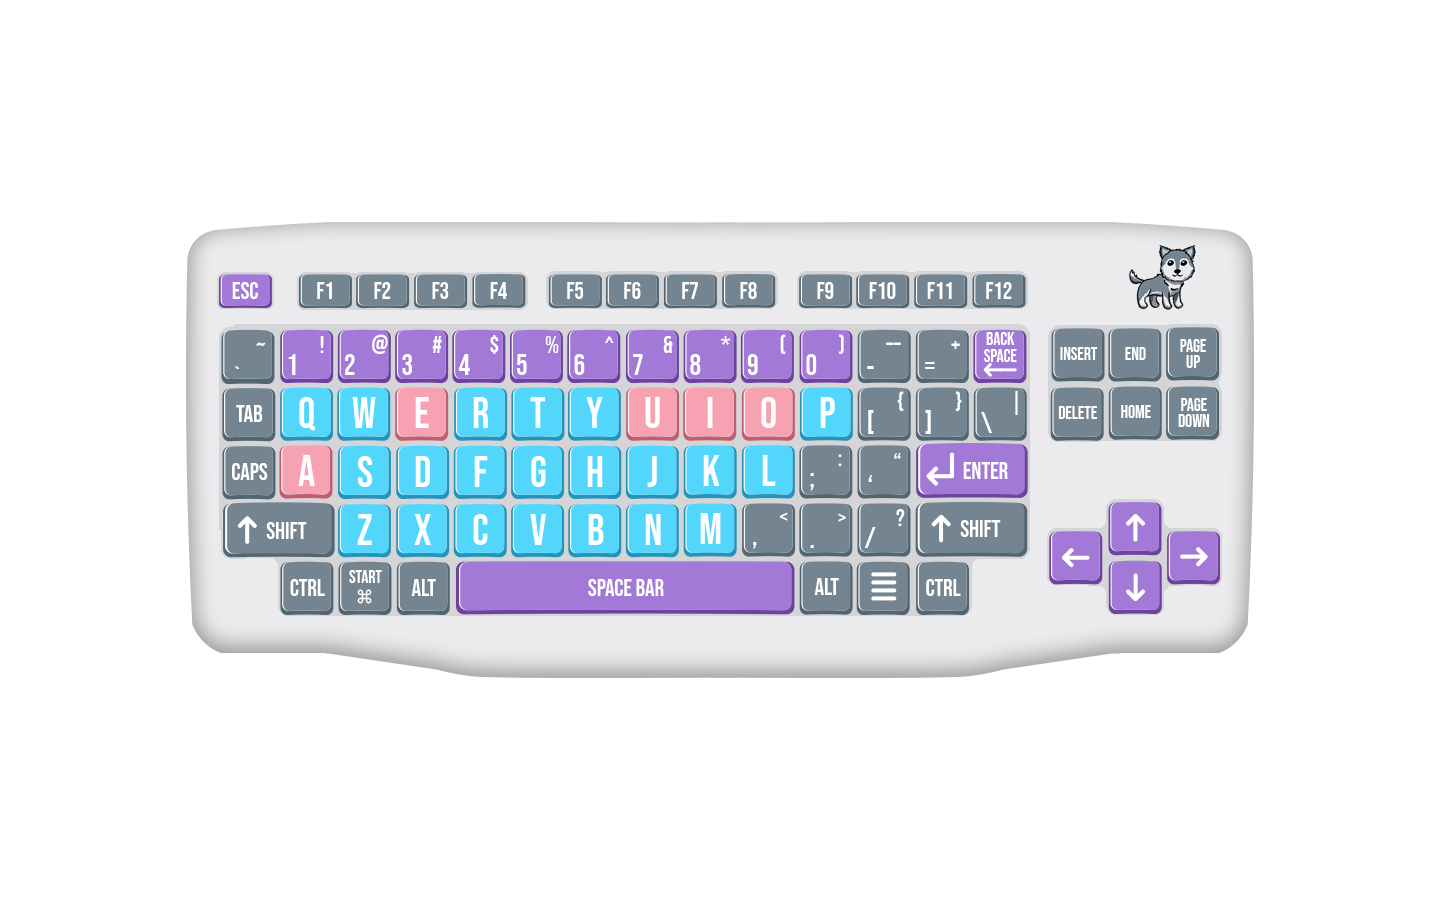 ESC F1 F2 F3 F4 F5 F6 F7 F8 F9 F10 F11 F12
~ ` ! 1 @ 2 # 3 $ 4 % 5 ^ 6 & 7 * 8 ( 9 ) 0 — - + = BACK SPACE ← INSERT END PAGE UP
TAB Q W E R T Y U I O P { [ } ] | \ DELETE HOME PAGE DOWN
CAPS A S D F G H J K L : ; “ ‘ ENTER
↑ SHIFT Z X C V B N M < , > . ? / ↑ SHIFT ↑
CTRL START ⌘ ALT SPACE BAR ALT CTRL ← ↓ →